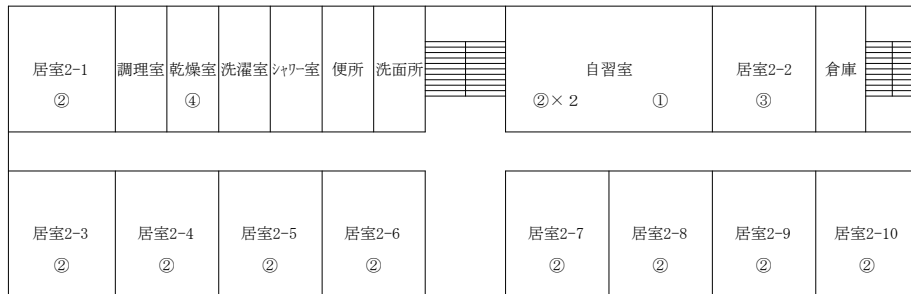 居室2-1
②
調理室
乾燥室
④
洗濯室
シャワー室
便所
洗面所
自習室
②×2 ①
居室2-2
③
倉庫
居室2-3
②
居室2-4
②
居室2-5
②
居室2-6
②
居室2-7
②
居室2-8
②
居室2-9
②
居室2-10
②